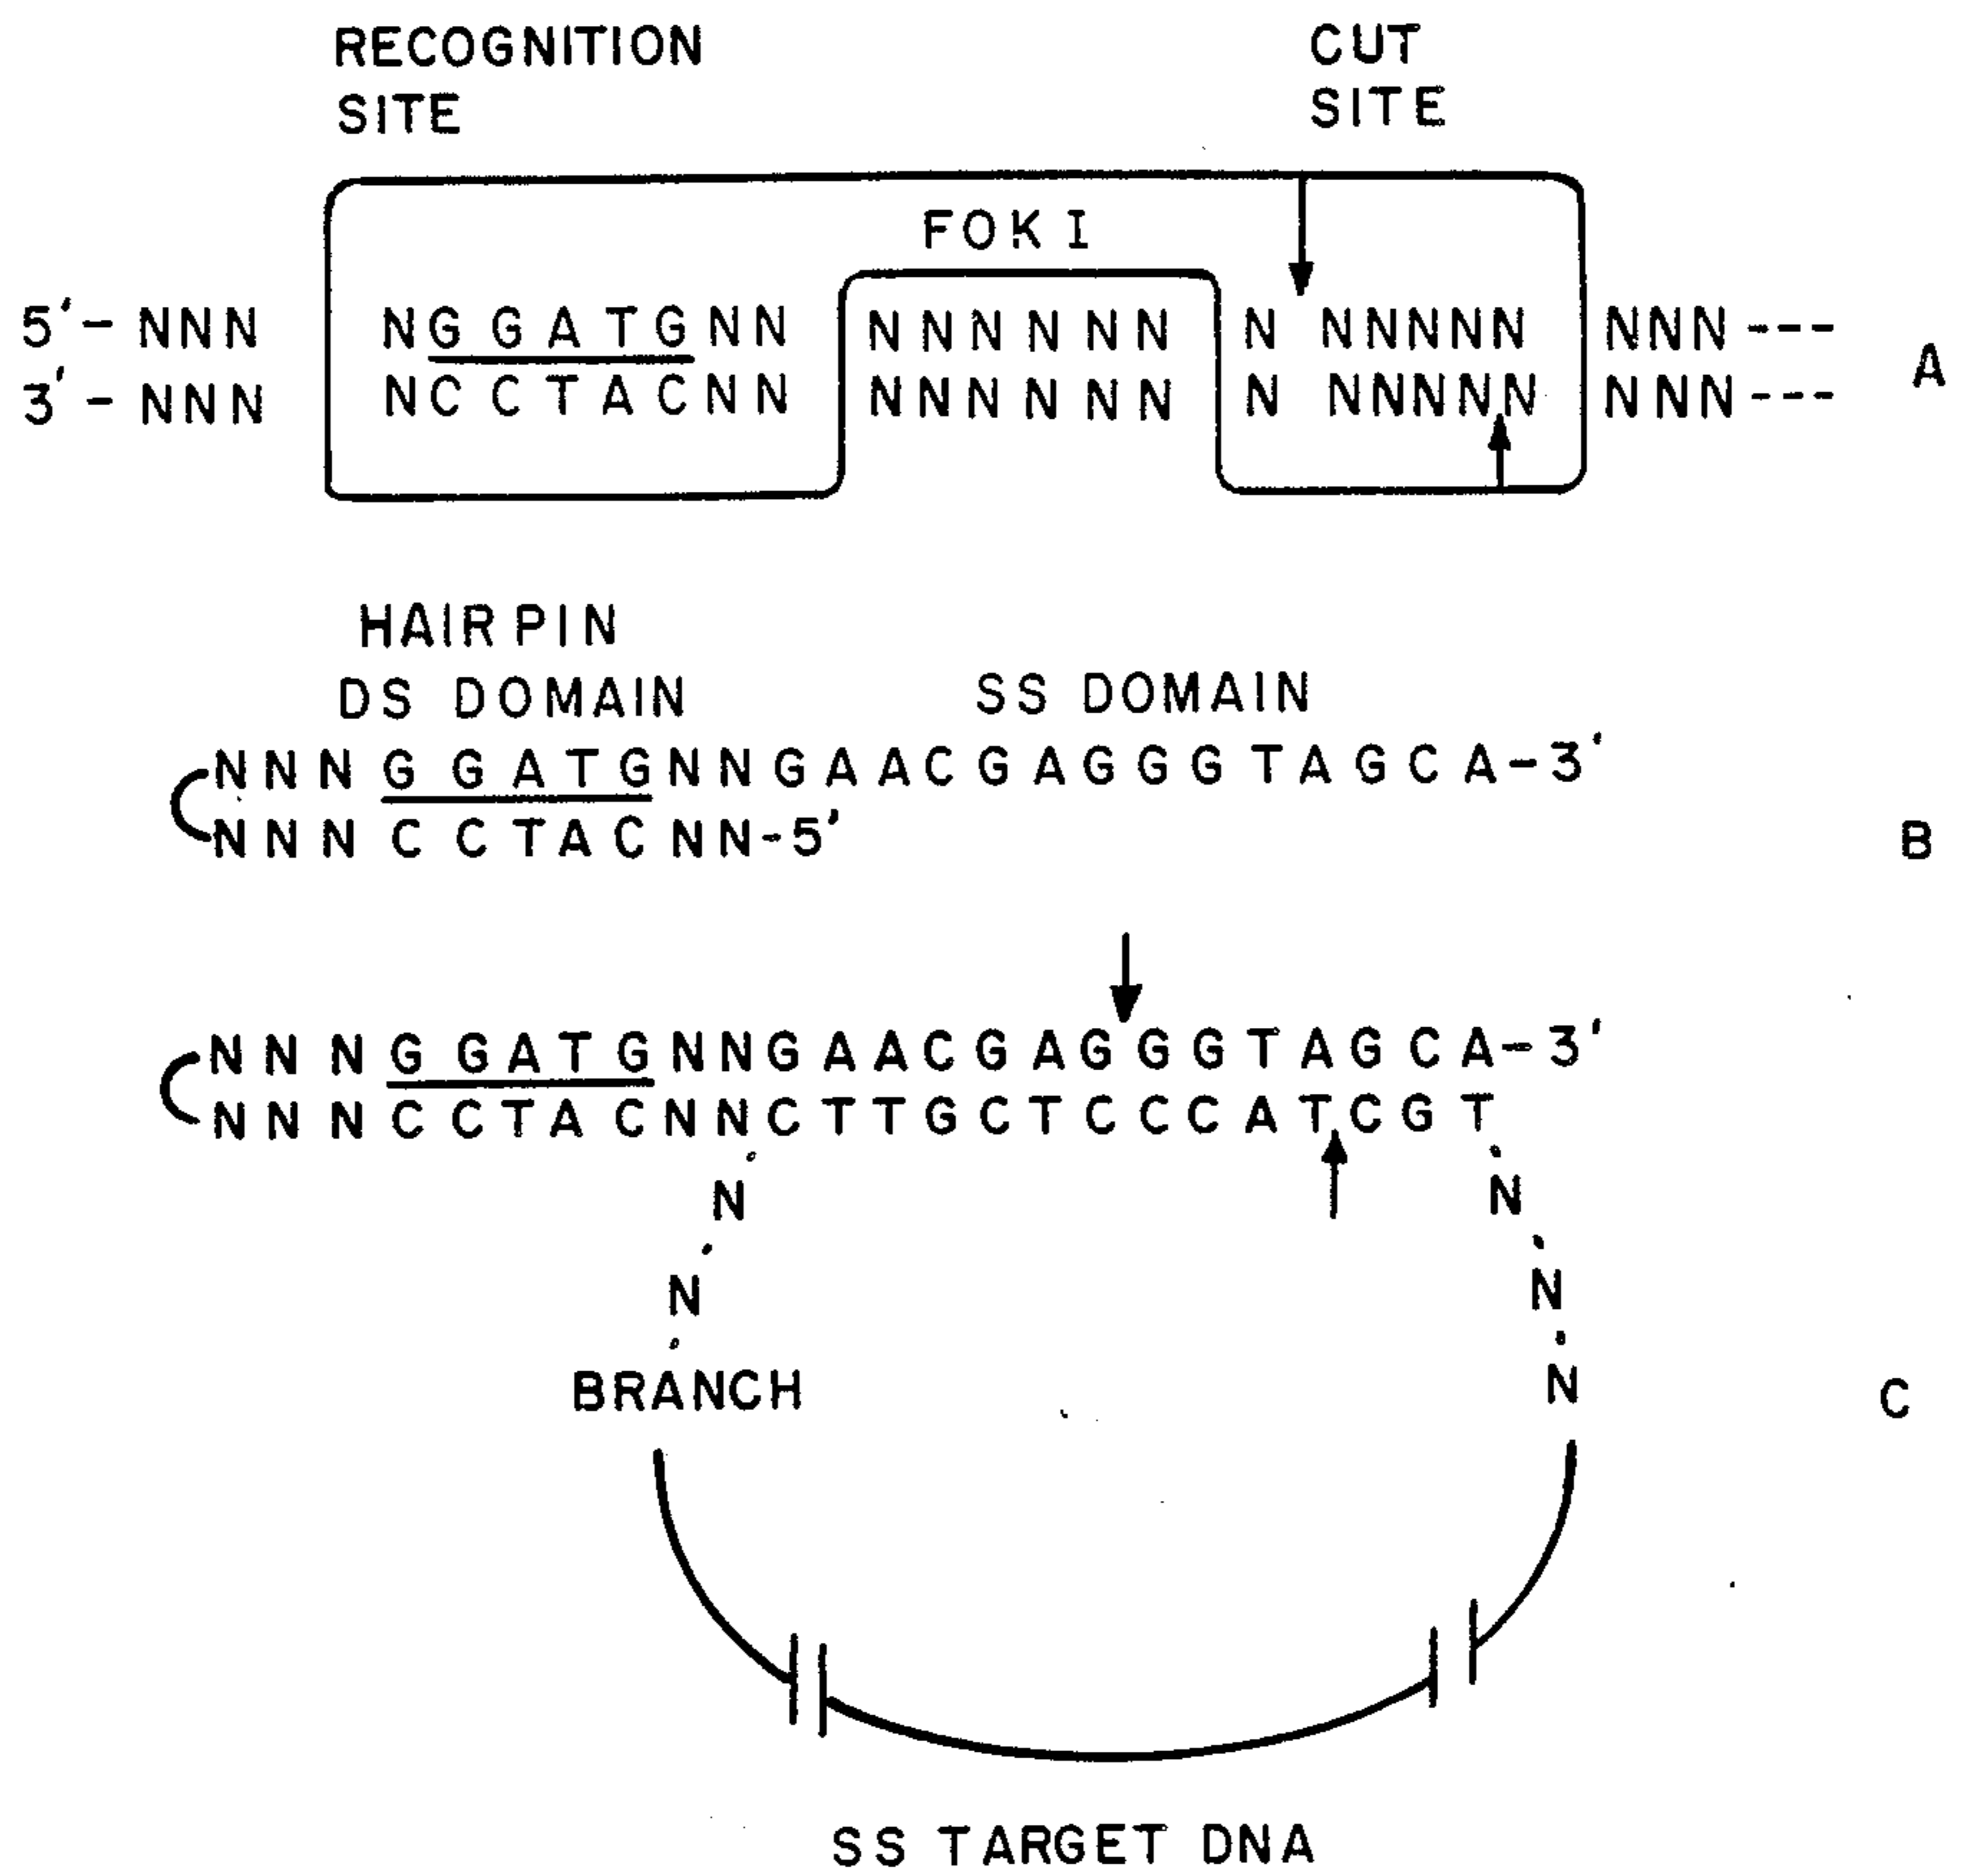 RECOGNITION SITE
CUT SITE
FOKI
5'- NNN NGGATGNN NNNNNN N NNNNN NNN---
3'- NNN NCCTACNN NNNNNN N NNNNN NNN---
A
HAIRPIN
DS DOMAIN
SS DOMAIN
NNNGGATGNNGAACGAGGGTAGCA-3'
NNNCCTACNN-5'
B
NNNGGATGNNGAACGAGGGTAGCA-3'
NNNCCTACNNCTTGCTCCCATCGT
N N
N N
BRANCH N
C
SS TARGET DNA